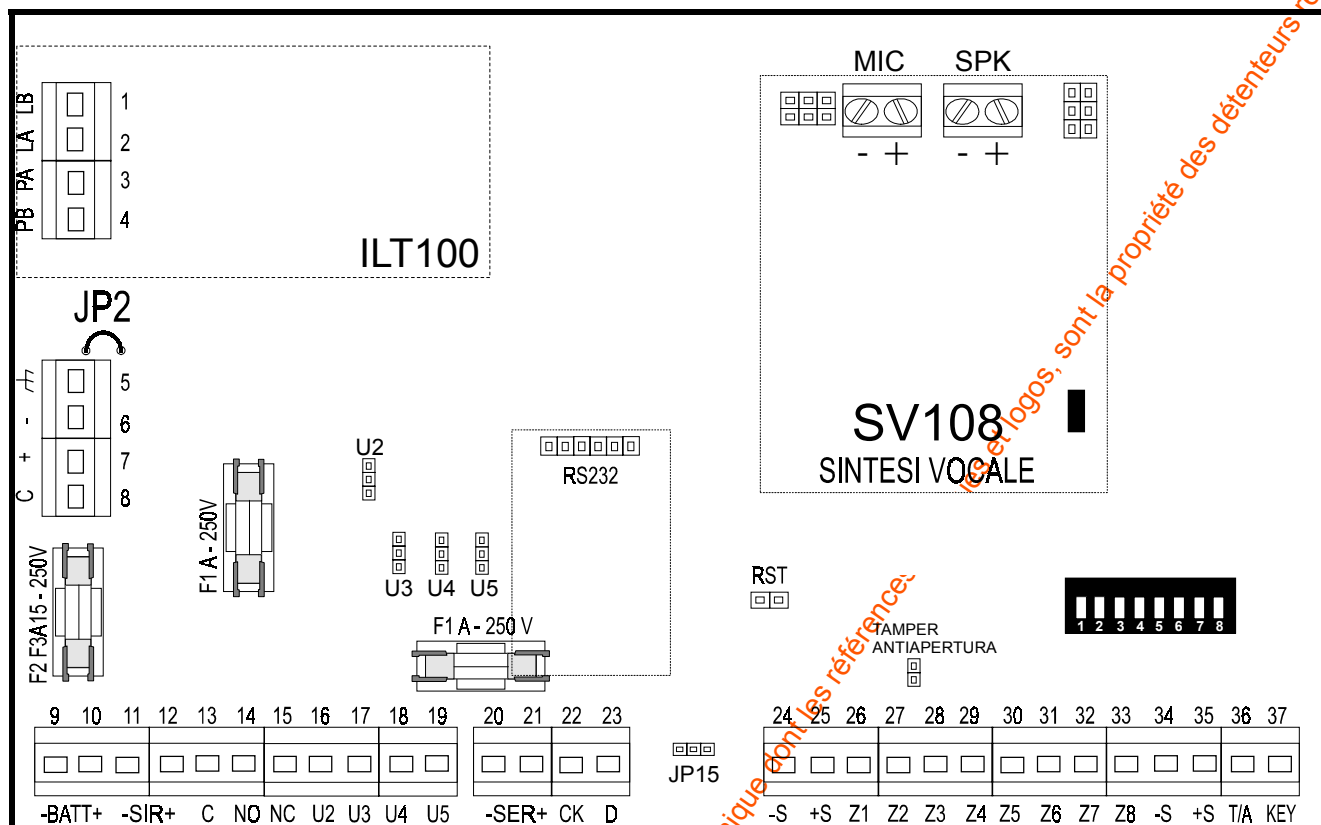 MIC SPK
LB 1
LA 2
PA 3
PB 4
- + - +
ILT100
JP2
5
- 6
+ 7
C 8
SV108
SINTESI VOCALE
U2
RS232
F1 A - 250V
U3 U4 U5
F2 F3A15 - 250V
F1 A - 250 V
RST
TAMPER
ANTIAPERTURA
1 2 3 4 5 6 7 8
9 10 11 12 13 14 15 16 17 18 19 20 21 22 23 24 25 26 27 28 29 30 31 32 33 34 35 36 37
JP15
-BATT+ -SIR+ C NO NC U2 U3 U4 U5 -SER+ CK D -S +S Z1 Z2 Z3 Z4 Z5 Z6 Z7 Z8 -S +S T/A KEY
dont les références
et logos, sont la propriété des détenteurs